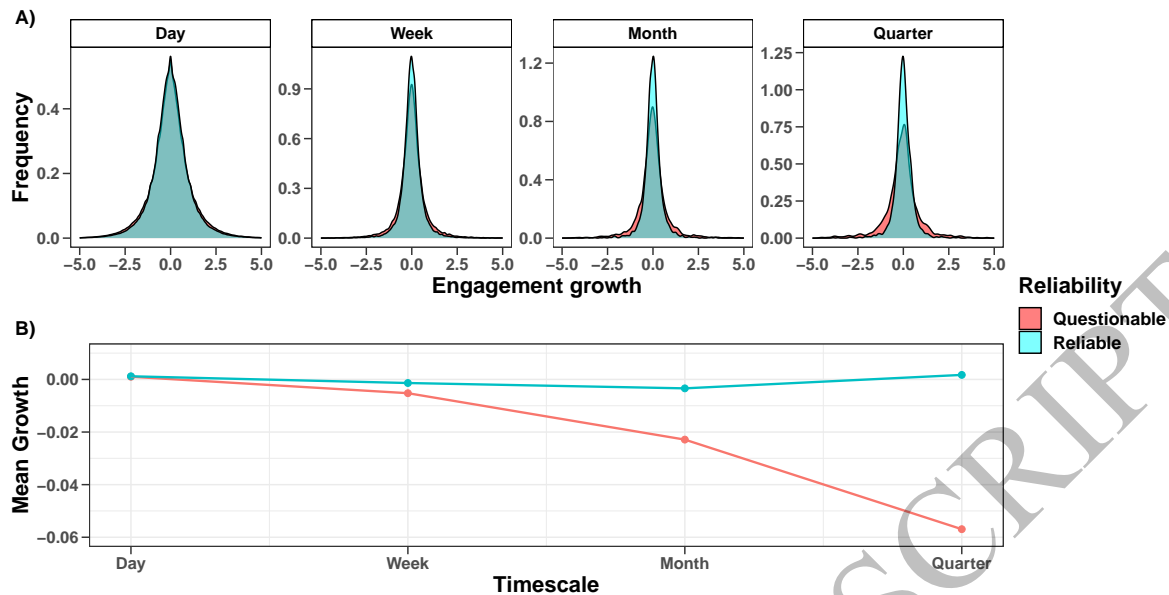 A)
Day Week Month Quarter
Frequency
0.4
0.2
0.0
−5.0 −2.5 0.0 2.5 5.0
0.9
0.6
0.3
0.0
−5.0 −2.5 0.0 2.5 5.0
1.2
0.8
0.4
0.0
−5.0 −2.5 0.0 2.5 5.0
1.25
1.00
0.75
0.50
0.25
0.00
−5.0 −2.5 0.0 2.5 5.0
Engagement growth
Reliability
Questionable
Reliable
B)
Mean Growth
0.00
−0.02
−0.04
−0.06
Day Week Month Quarter
Timescale
SCRIPT